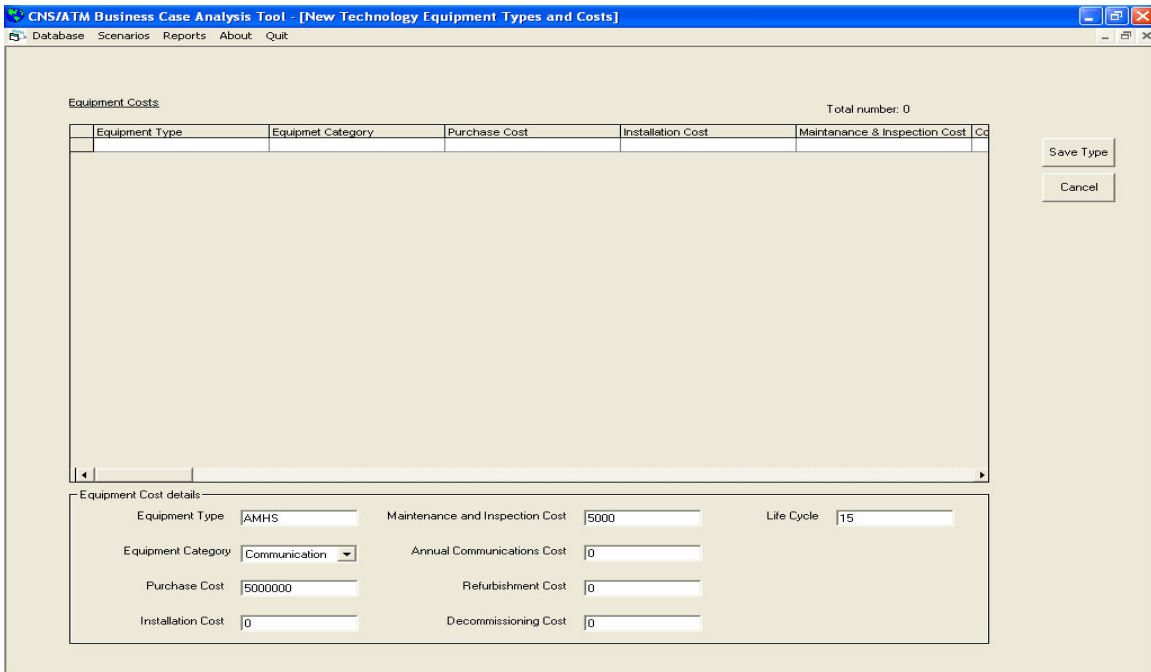 CNS/ATM Business Case Analysis Tool - [New Technology Equipment Types and Costs]
Database Scenarios Reports About Quit
Equipment Costs
Total number: 0
Equipment Type Equipmet Category Purchase Cost Installation Cost Maintanance & Inspection Cost Co
Save Type
Cancel
Equipment Cost details
Equipment Type AMHS Maintenance and Inspection Cost 5000 Life Cycle 15
Equipment Category Communication Annual Communications Cost 0
Purchase Cost 5000000 Refurbishment Cost 0
Installation Cost 0 Decommissioning Cost 0